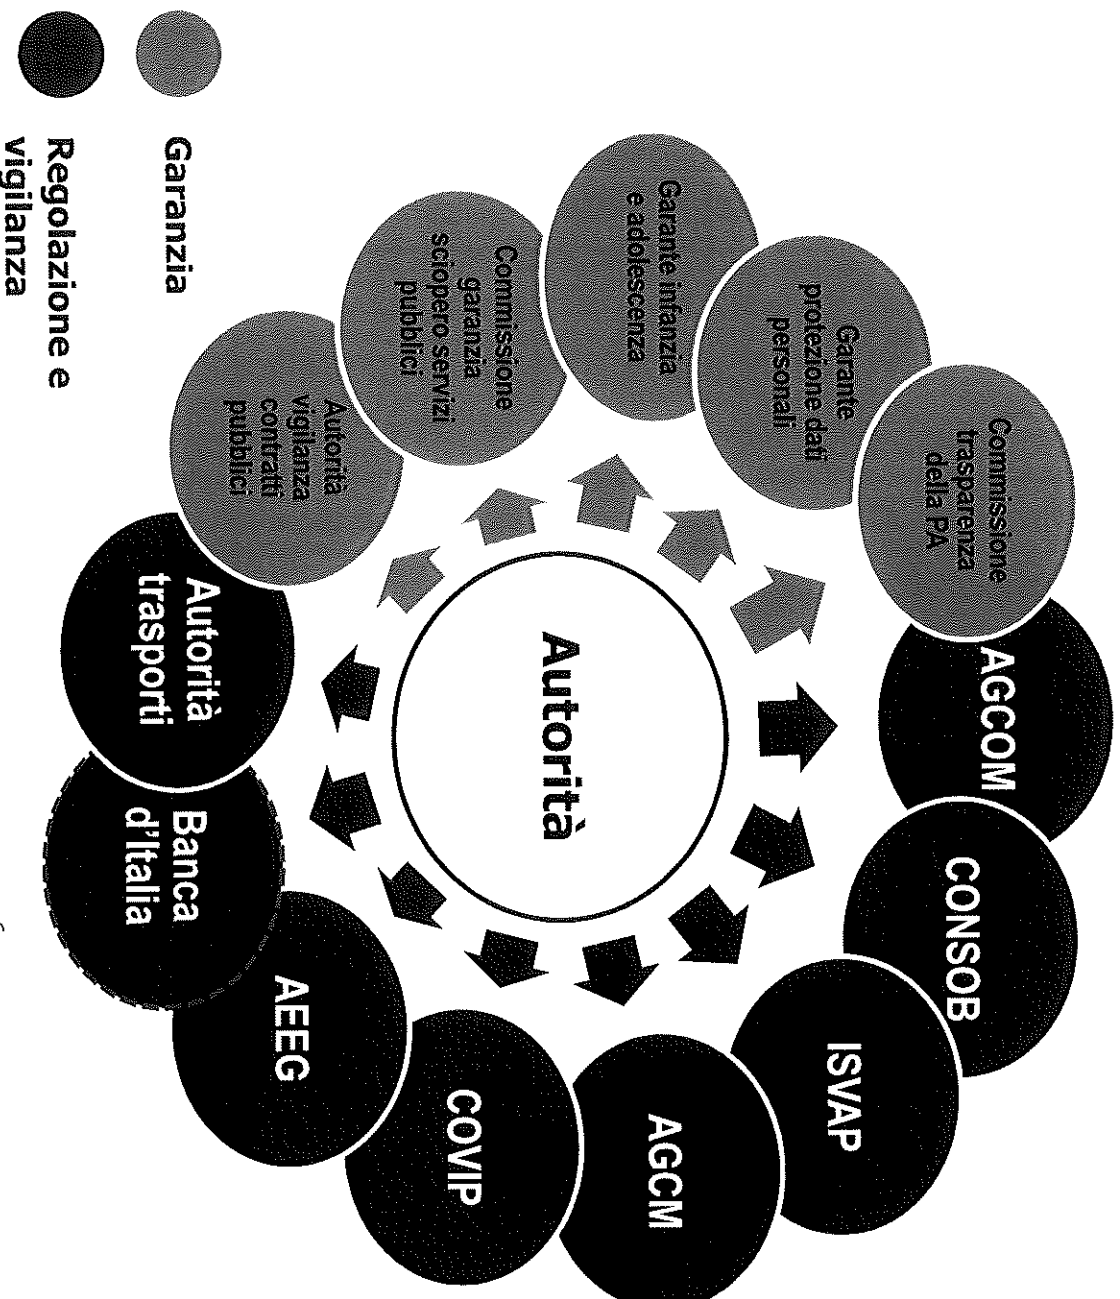 Autorità
AGCOM
CONSOB
ISVAP
AGCM
COVIP
AEEG
Banca
d'Italia
Autorità
trasporti
Autorità
vigilanza
contratti
pubblici
Commissione
garanzia
sciopero servizi
pubblici
Garante infanzia
e adolescenza
Garante
protezione dati
personali
Commissione
trasparenza
della PA
Garanzia
Regolazione e
vigilanza